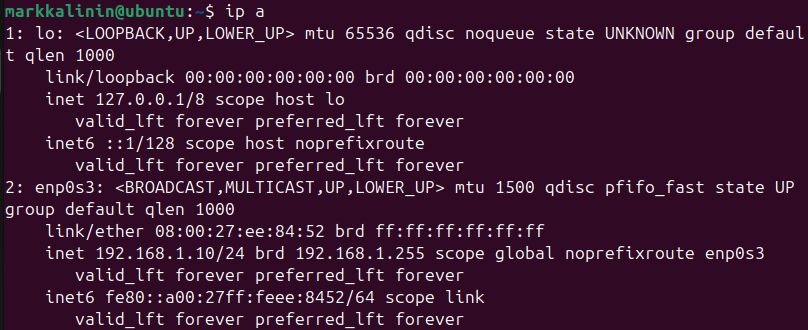 markkalinin@ubuntu:~$ ip a
1: lo: <LOOPBACK,UP,LOWER_UP> mtu 65536 qdisc noqueue state UNKNOWN group defaul
t qlen 1000
    link/loopback 00:00:00:00:00:00 brd 00:00:00:00:00:00
    inet 127.0.0.1/8 scope host lo
       valid_lft forever preferred_lft forever
    inet6 ::1/128 scope host noprefixroute
       valid_lft forever preferred_lft forever
2: enp0s3: <BROADCAST,MULTICAST,UP,LOWER_UP> mtu 1500 qdisc pfifo_fast state UP
group default qlen 1000
    link/ether 08:00:27:ee:84:52 brd ff:ff:ff:ff:ff:ff
    inet 192.168.1.10/24 brd 192.168.1.255 scope global noprefixroute enp0s3
       valid_lft forever preferred_lft forever
    inet6 fe80::a00:27ff:feee:8452/64 scope link
       valid_lft forever preferred_lft forever